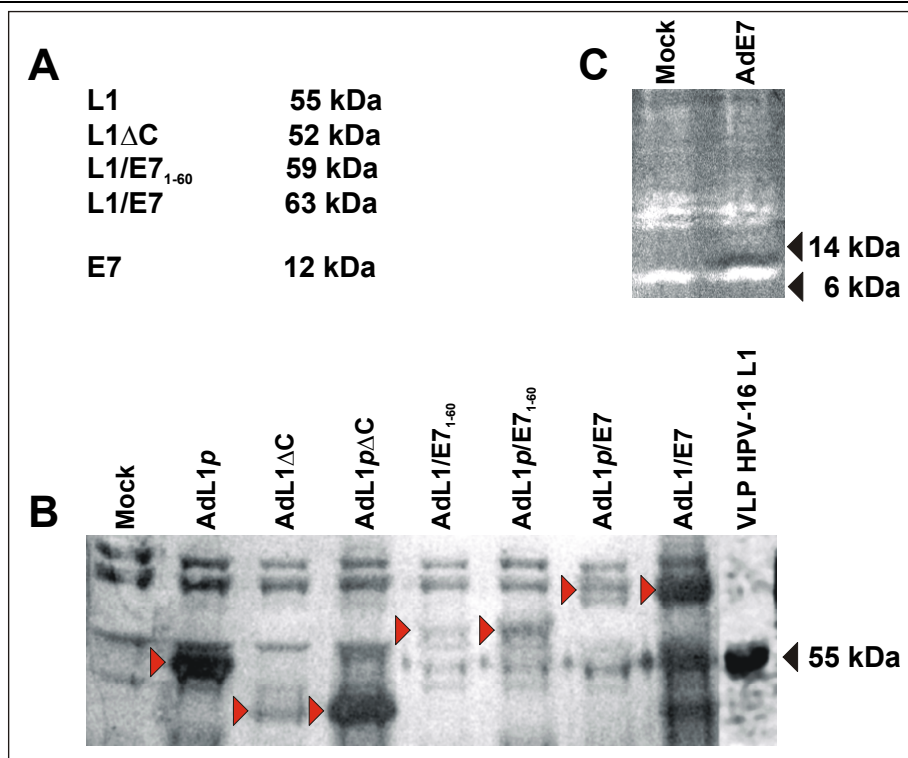 A
L1 55 kDa
L1ΔC 52 kDa
L1/E7₁₋₆₀ 59 kDa
L1/E7 63 kDa
E7 12 kDa
C
Mock
AdE7
14 kDa
6 kDa
B
Mock
AdL1p
AdL1ΔC
AdL1pΔC
AdL1/E7₁₋₆₀
AdL1p/E7₁₋₆₀
AdL1p/E7
AdL1/E7
VLP HPV-16 L1
55 kDa